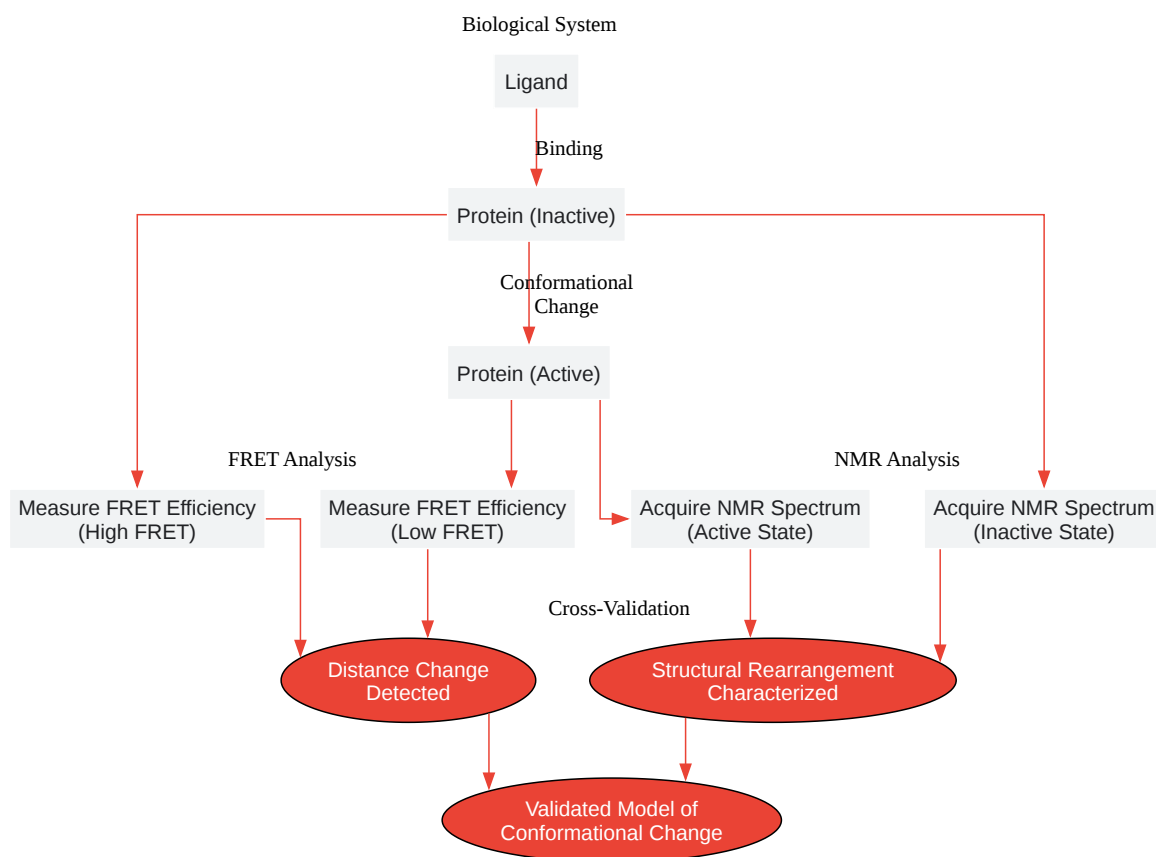 Biological System
Ligand
Binding
Protein (Inactive)
Conformational
Change
Protein (Active)
FRET Analysis
NMR Analysis
Measure FRET Efficiency
(High FRET)
Measure FRET Efficiency
(Low FRET)
Acquire NMR Spectrum
(Active State)
Acquire NMR Spectrum
(Inactive State)
Cross-Validation
Distance Change
Detected
Structural Rearrangement
Characterized
Validated Model of
Conformational Change